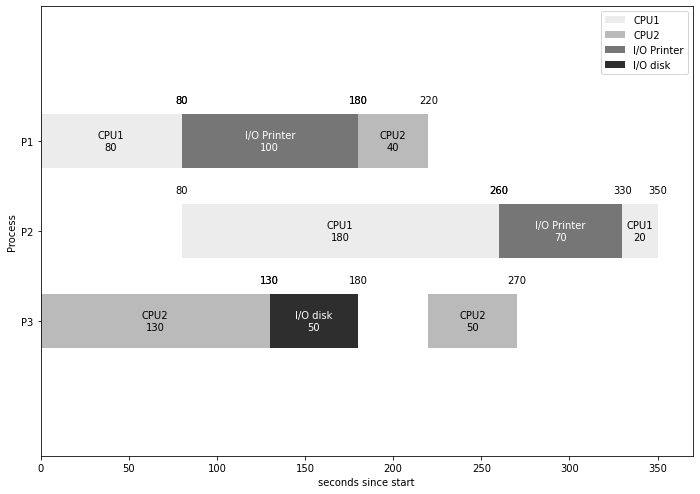 CPU1
CPU2
I/O Printer
I/O disk
80 180 220
P1
CPU1
80
I/O Printer
100
CPU2
40
80 260 330 350
P2
CPU1
180
I/O Printer
70
CPU1
20
130 180 270
P3
CPU2
130
I/O disk
50
CPU2
50
Process
0 50 100 150 200 250 300 350
seconds since start